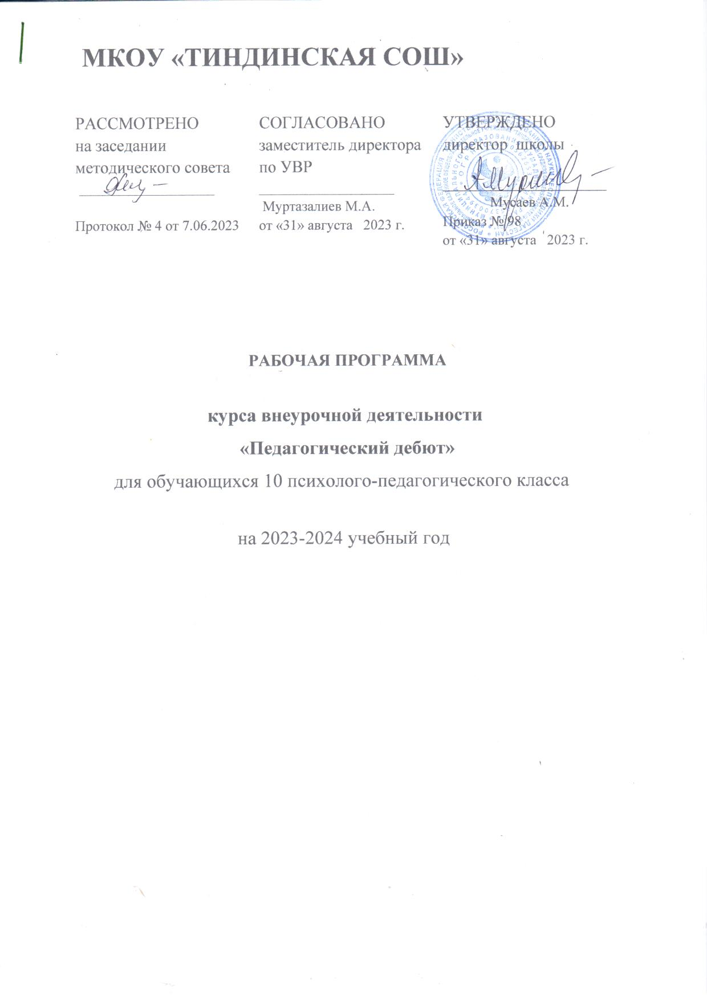 МКОУ «ТИНДИНСКАЯ СОШ»
РАССМОТРЕНО
на заседании
методического совета
Протокол № 4 от 7.06.2023
СОГЛАСОВАНО
заместитель директора
по УВР
Муртазалиев М.А.
от «31» августа 2023 г.
УТВЕРЖДЕНО
директор школы
Мусаев А.М.
Приказ № 98
от «31» августа 2023 г.
РАБОЧАЯ ПРОГРАММА
курса внеурочной деятельности
«Педагогический дебют»
для обучающихся 10 психолого-педагогического класса
на 2023-2024 учебный год